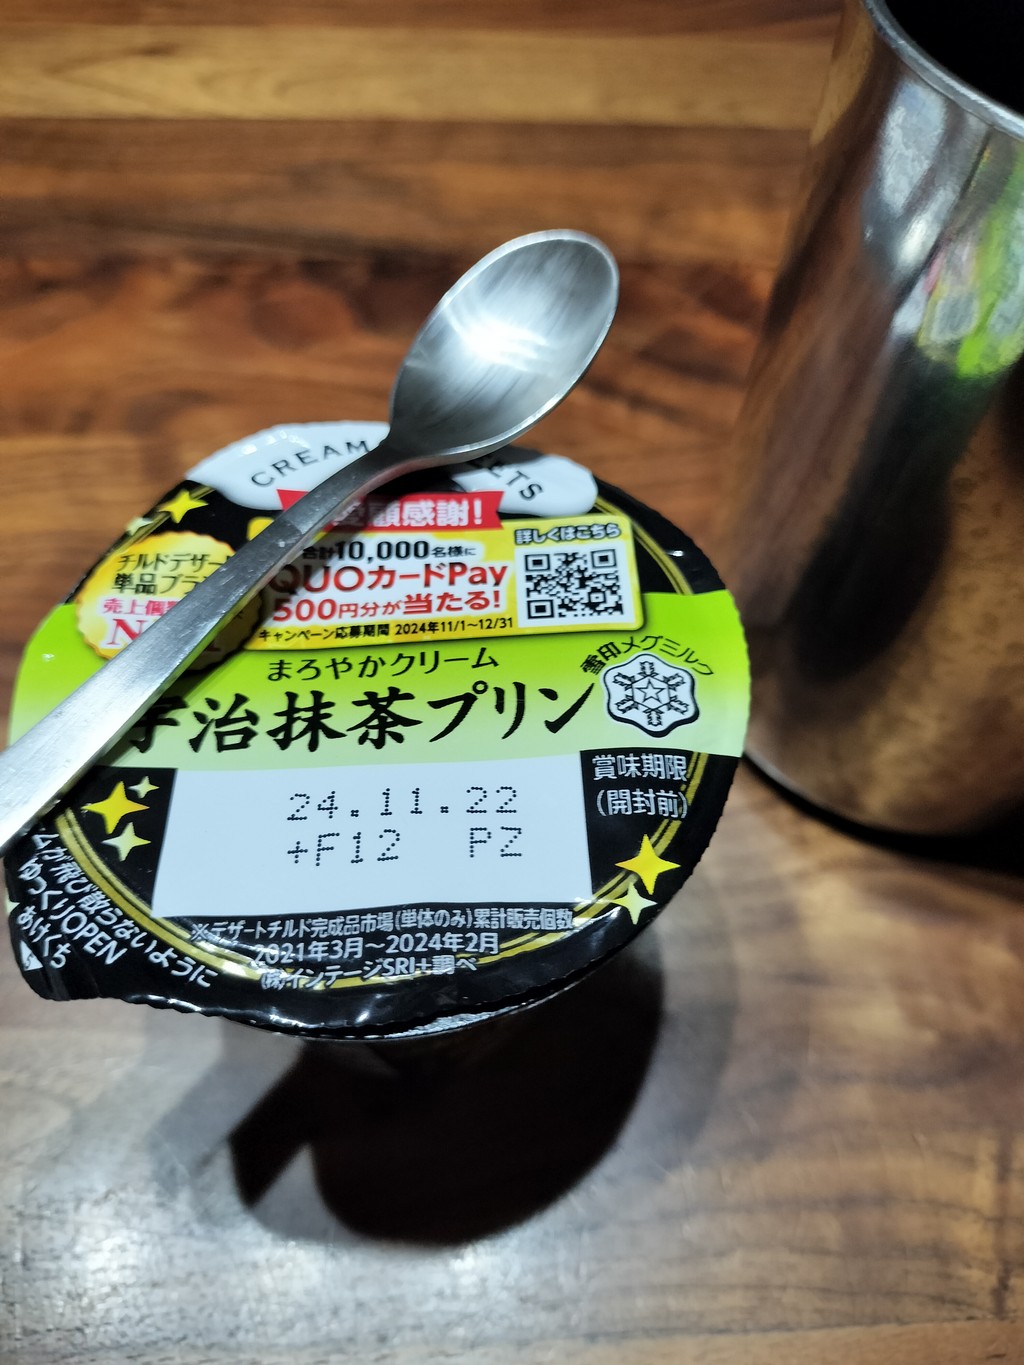 CREAM
愛顧感謝!
チルドデザー
単品ブラン
売上個数
合計10,000名様に
QUOカードPay
500円分が当たる!
キャンペーン応募期間 2024年11/1~12/31
詳しくはこちら
まろやかクリーム
宇治抹茶プリン
雪印メグミルク
賞味期限
(開封前)
24.11.22
+F12 PZ
※デザートチルド完成品市場(単体のみ)累計販売個数
2021年3月~2024年2月
(株)インテージSRI+調べ
が飛び散らないように
ゆっくりOPEN
あけくち